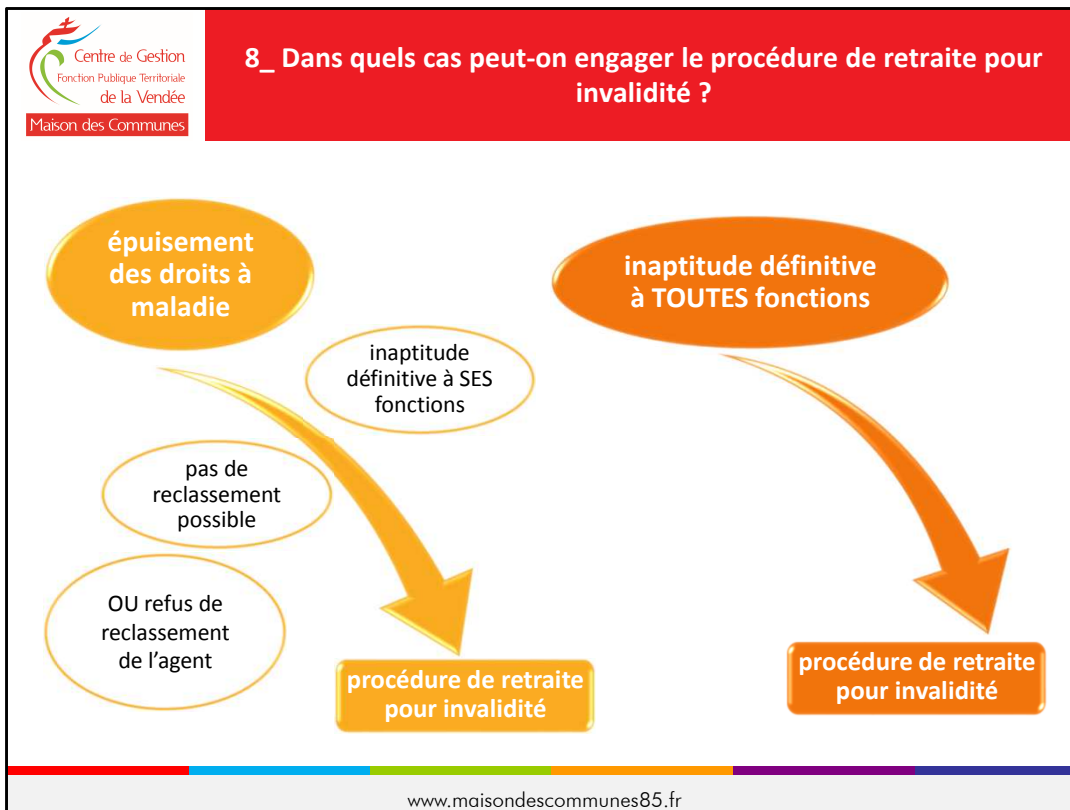 Centre de Gestion
Fonction Publique Territoriale
de la Vendée
Maison des Communes
8_ Dans quels cas peut-on engager le procédure de retraite pour
invalidité ?
épuisement
des droits à
maladie
inaptitude
définitive à SES
fonctions
pas de
reclassement
possible
OU refus de
reclassement
de l’agent
procédure de retraite
pour invalidité
inaptitude définitive
à TOUTES fonctions
procédure de retraite
pour invalidité
www.maisondescommunes85.fr